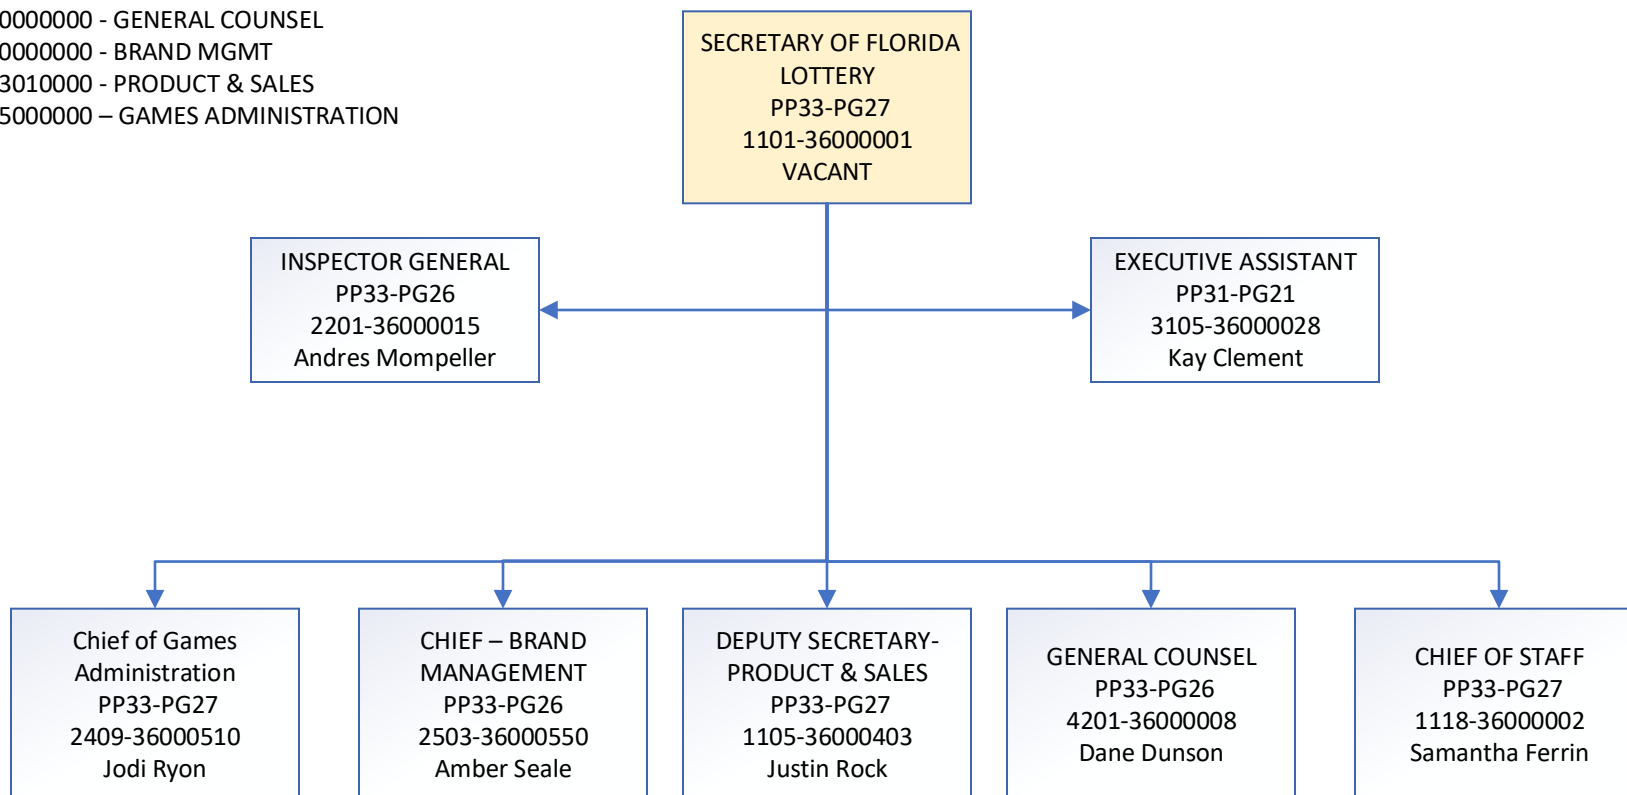 0000000 - GENERAL COUNSEL
0000000 - BRAND MGMT
3010000 - PRODUCT & SALES
5000000 – GAMES ADMINISTRATION
SECRETARY OF FLORIDA
LOTTERY
PP33-PG27
1101-36000001
VACANT
INSPECTOR GENERAL
PP33-PG26
2201-36000015
Andres Mompeller
EXECUTIVE ASSISTANT
PP31-PG21
3105-36000028
Kay Clement
Chief of Games
Administration
PP33-PG27
2409-36000510
Jodi Ryon
CHIEF – BRAND
MANAGEMENT
PP33-PG26
2503-36000550
Amber Seale
DEPUTY SECRETARY-
PRODUCT & SALES
PP33-PG27
1105-36000403
Justin Rock
GENERAL COUNSEL
PP33-PG26
4201-36000008
Dane Dunson
CHIEF OF STAFF
PP33-PG27
1118-36000002
Samantha Ferrin